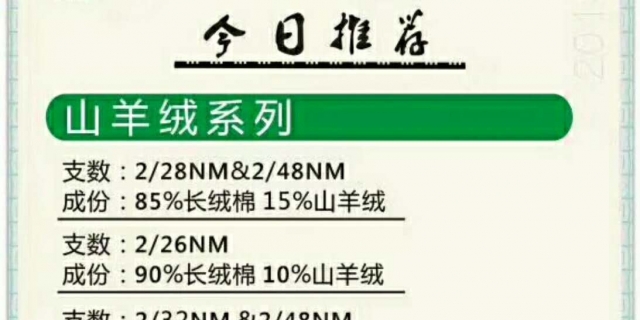 今日推荐
山羊绒系列
支数：2/28NM&2/48NM
成份：85%长绒棉 15%山羊绒
支数：2/26NM
成份：90%长绒棉 10%山羊绒
支数：2/32NM &2/48NM